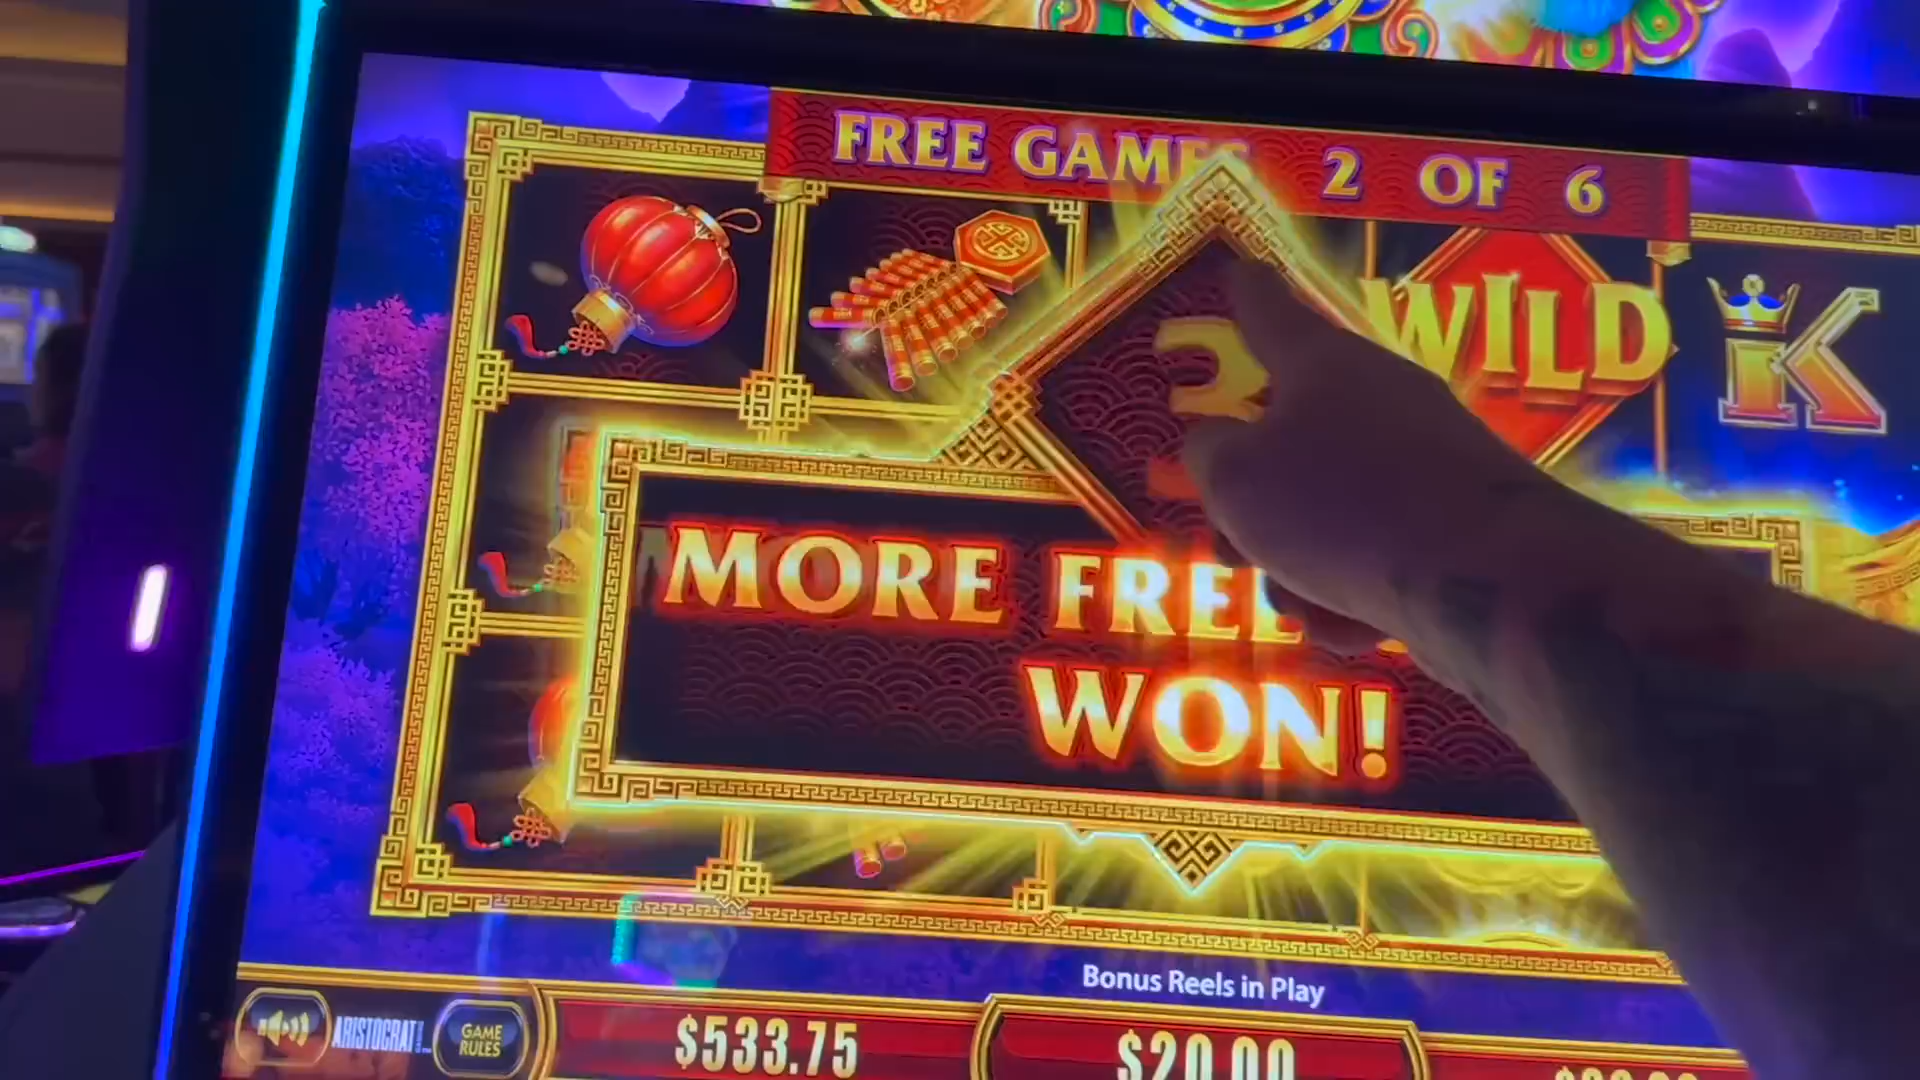 FREE GAMES 2 OF 6
WILD
K
MORE FREE
WON!
Bonus Reels in Play
ARISTOCRAT
GAME
RULES
$533.75
$20.00